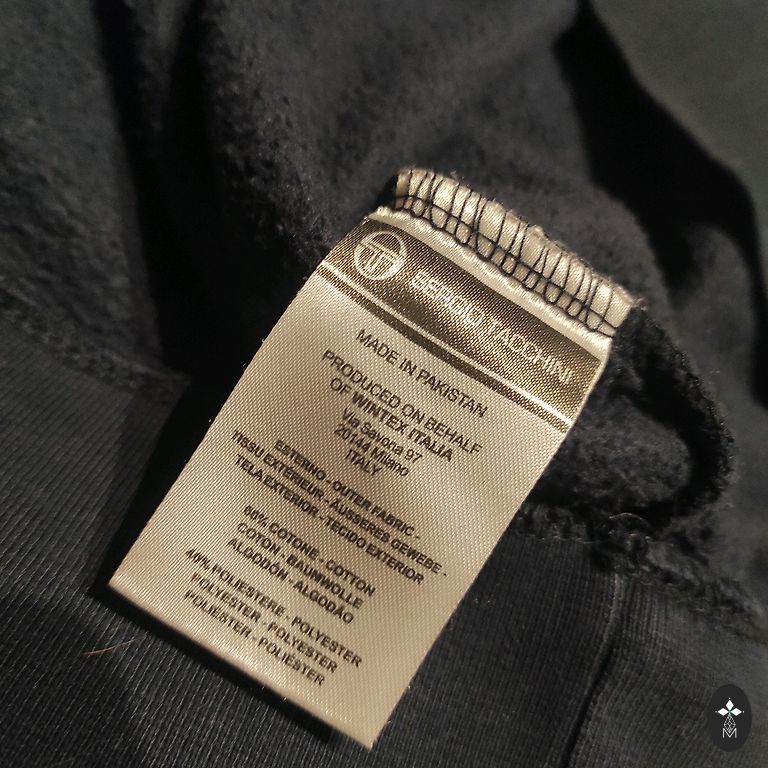 SERGIO TACCHINI
MADE IN PAKISTAN
PRODUCED ON BEHALF
OF WINTEX ITALIA
Via Savona 97
20144 Milano
ITALY
ESTERNO - OUTER FABRIC -
TISSU EXTÉRIEUR - ÄUSSERES GEWEBE -
TELA EXTERIOR - TECIDO EXTERIOR
60% COTONE - COTTON
COTON - BAUMWOLLE
ALGODÓN - ALGODÃO
40% POLIESTERE - POLYESTER
POLYESTER - POLYESTER
POLIÉSTER - POLIÉSTER
M